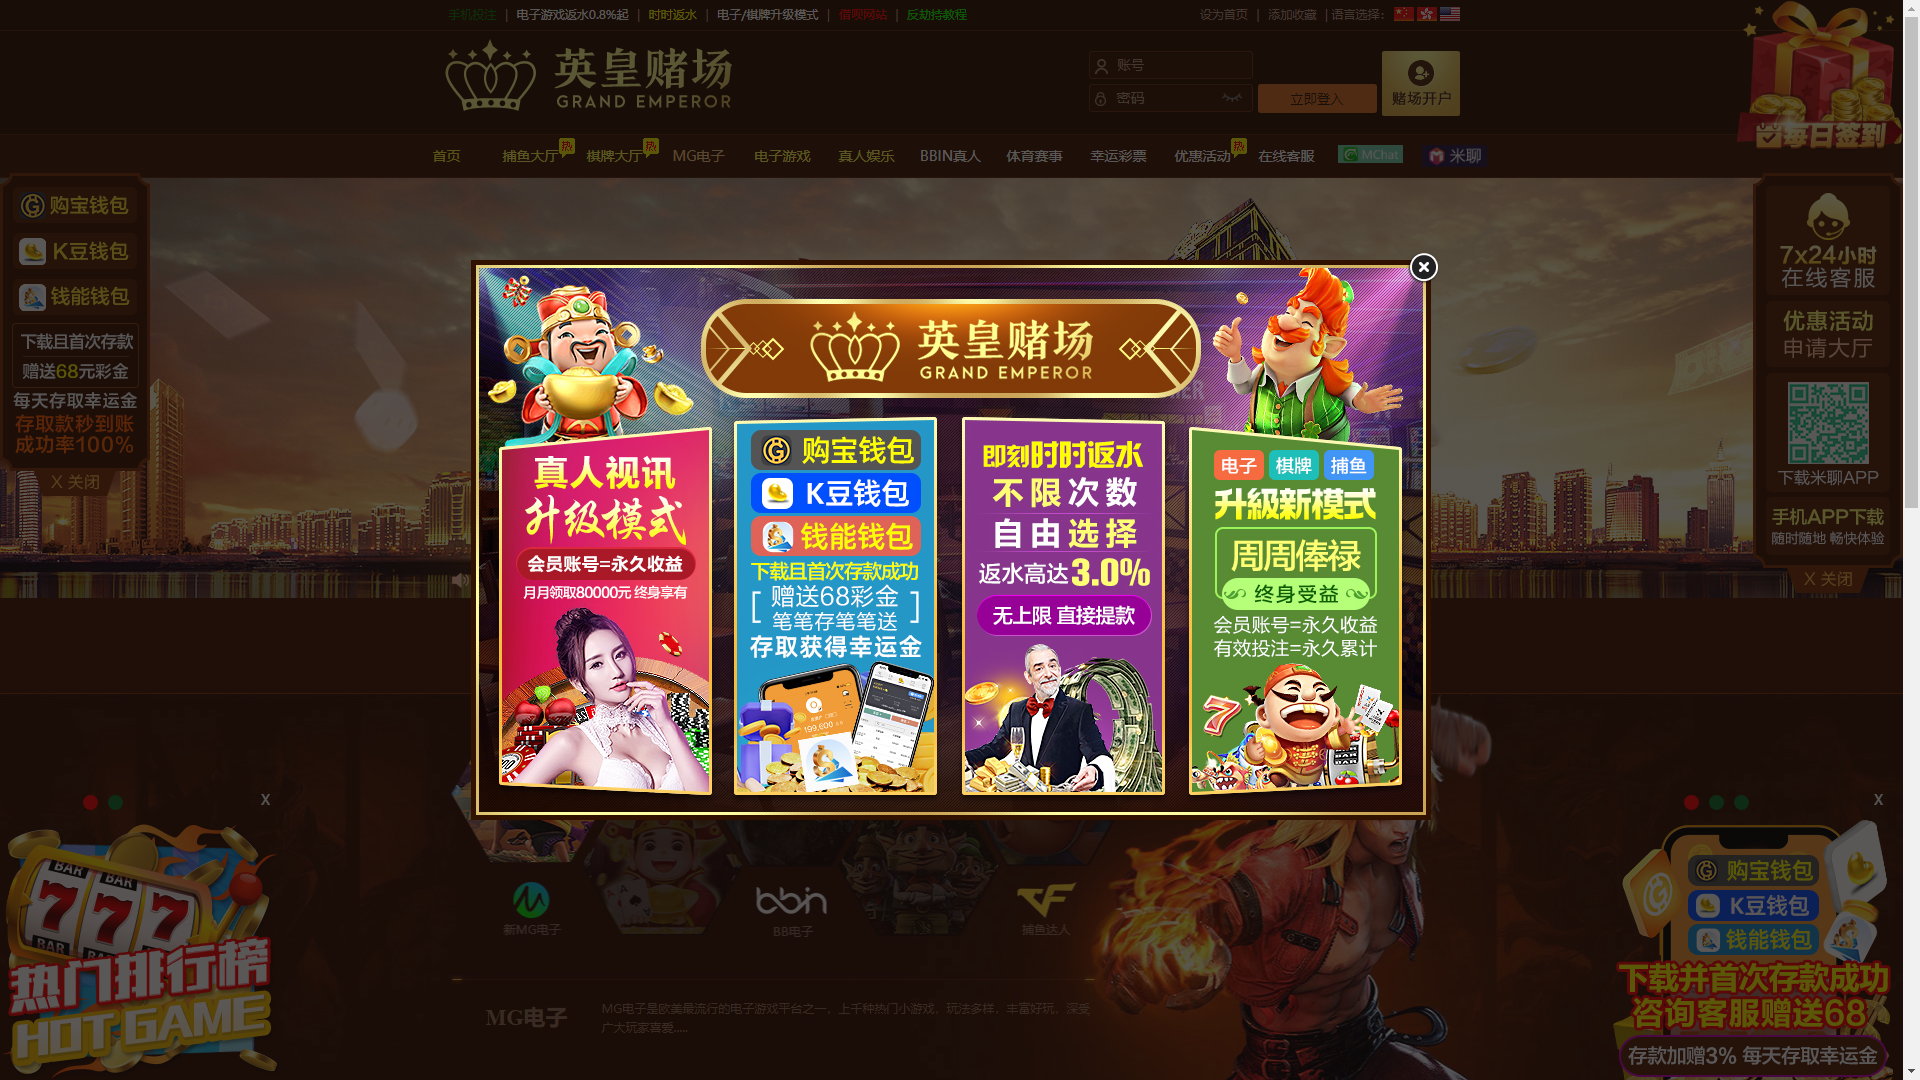 手机投注 | 电子游戏返水0.8%起 | 时时返水 | 电子/棋牌升级模式 | 借呗网站 | 反劫持教程
设为首页 | 添加收藏 | 语言选择：
英皇赌场
GRAND EMPEROR
账号
密码
立即登入
赌场开户
每日签到
首页 捕鱼大厅 热 棋牌大厅 热 MG电子 电子游戏 真人娱乐 BBIN真人 体育赛事 幸运彩票 优惠活动 热 在线客服 MChat 米聊
购宝钱包
K豆钱包
钱能钱包
下载且首次存款
赠送68元彩金
每天存取幸运金
存取款秒到账
成功率100%
X 关闭
7x24小时
在线客服
优惠活动
申请大厅
下载米聊APP
手机APP下载
随时随地 畅快体验
X 关闭
英皇赌场
GRAND EMPEROR
真人视讯
升级模式
会员账号=永久收益
月月领取80000元 终身享有
购宝钱包
K豆钱包
钱能钱包
下载且首次存款成功
赠送68彩金
笔笔存笔笔送
存取获得幸运金
199,600
即刻时时返水
不限次数
自由选择
返水高达3.0%
无上限 直接提款
电子 棋牌 捕鱼
升級新模式
周周俸禄
终身受益
会员账号=永久收益
有效投注=永久累计
7
BAR
X
BAR BAR
777
BAR
BAR
热门排行榜
HOT GAME
新MG电子
bbin
BB电子
捕鱼达人
MG电子
MG电子是欧美最流行的电子游戏平台之一，上千种热门小游戏、玩法多样、丰富好玩、深受
广大玩家喜爱.....
X
购宝钱包
K豆钱包
钱能钱包
下载并首次存款成功
咨询客服赠送68
存款加赠3% 每天存取幸运金